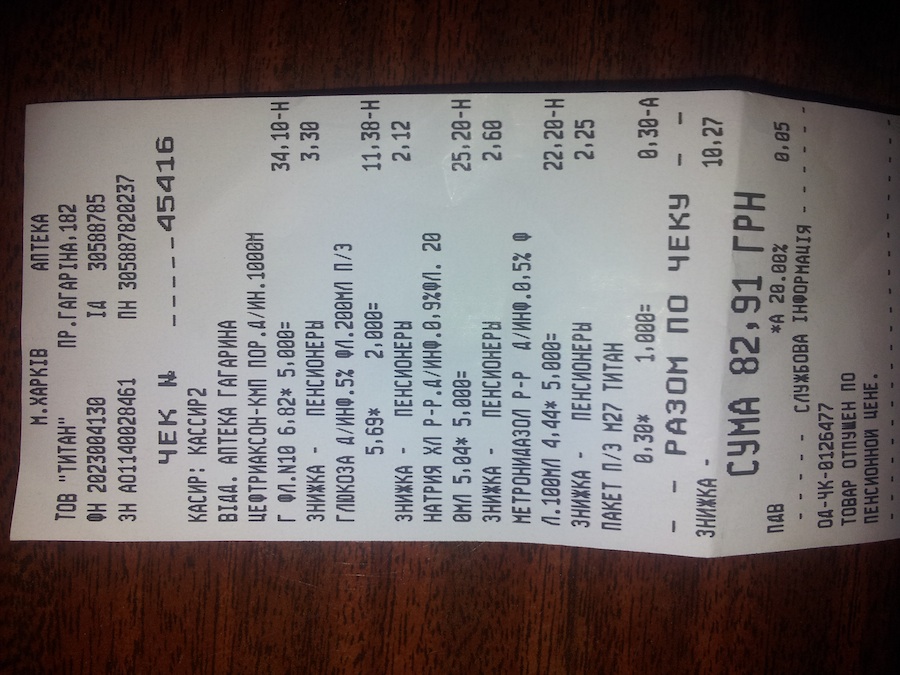 М.ХАРКІВ АПТЕКА
ТОВ "ТИТАН" ПР.ГАГАРІНА.182
ФН 2023004130 ІД 30588785
ЗН АО1140028461 ПН 305887820237
ЧЕК № -----45416
КАСИР: КАССИР2
ВІДД. АПТЕКА ГАГАРИНА
ЦЕФТРИАКСОН-КМП ПОР.Д/ИН.1000М
Г ФЛ.N10 6,82* 5,000= 34,10-Н
ЗНИЖКА - ПЕНСИОНЕРЫ 3,30
ГЛЮКОЗА Д/ИНФ.5% ФЛ.200МЛ П/З
5,69* 2,000= 11,38-Н
ЗНИЖКА - ПЕНСИОНЕРЫ 2,12
НАТРИЯ ХЛ Р-Р.Д/ИНФ.0,9%ФЛ. 20
0МЛ 5,04* 5,000= 25,20-Н
ЗНИЖКА - ПЕНСИОНЕРЫ 2,60
МЕТРОНИДАЗОЛ Р-Р Д/ИНФ.0,5% Ф
Л.100МЛ 4,44* 5,000= 22,20-Н
ЗНИЖКА - ПЕНСИОНЕРЫ 2,25
ПАКЕТ П/З М27 ТИТАН
0,30* 1,000= 0,30-А
- - РАЗОМ ПО ЧЕКУ - -
ЗНИЖКА - 10,27
СУМА 82,91 ГРН
ПДВ *А 20.00% 0,05
- - - - - СЛУЖБОВА ІНФОРМАЦІЯ - - - - -
ОД-ЧК-0126477
ТОВАР ОТПУЩЕН ПО
ПЕНСИОННОЙ ЦЕНЕ.